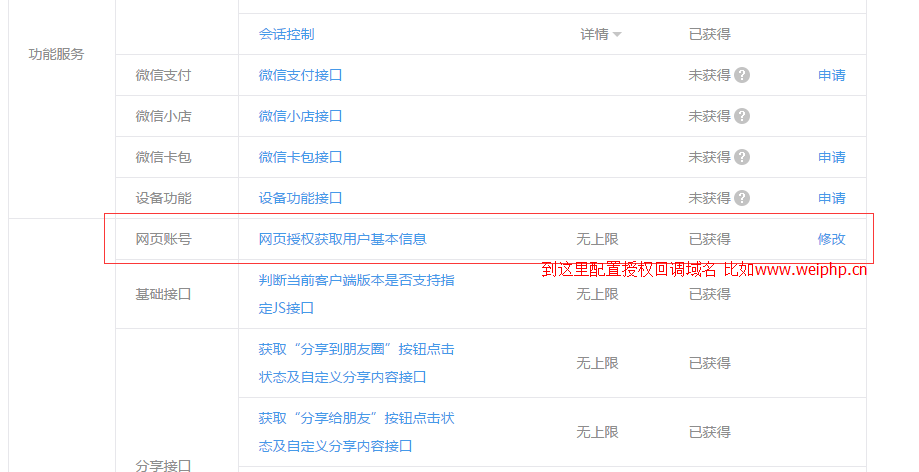 会话控制 详情 已获得
功能服务
微信支付 微信支付接口 未获得 ? 申请
微信小店 微信小店接口 未获得 ?
微信卡包 微信卡包接口 未获得 ? 申请
设备功能 设备功能接口 未获得 ? 申请
网页账号 网页授权获取用户基本信息 无上限 已获得 修改
到这里配置授权回调域名 比如www.weiphp.cn
基础接口 判断当前客户端版本是否支持指 无上限 已获得
定JS接口
获取“分享到朋友圈”按钮点击 无上限 已获得
状态及自定义分享内容接口
获取“分享给朋友”按钮点击状 无上限 已获得
态及自定义分享内容接口
分享接口